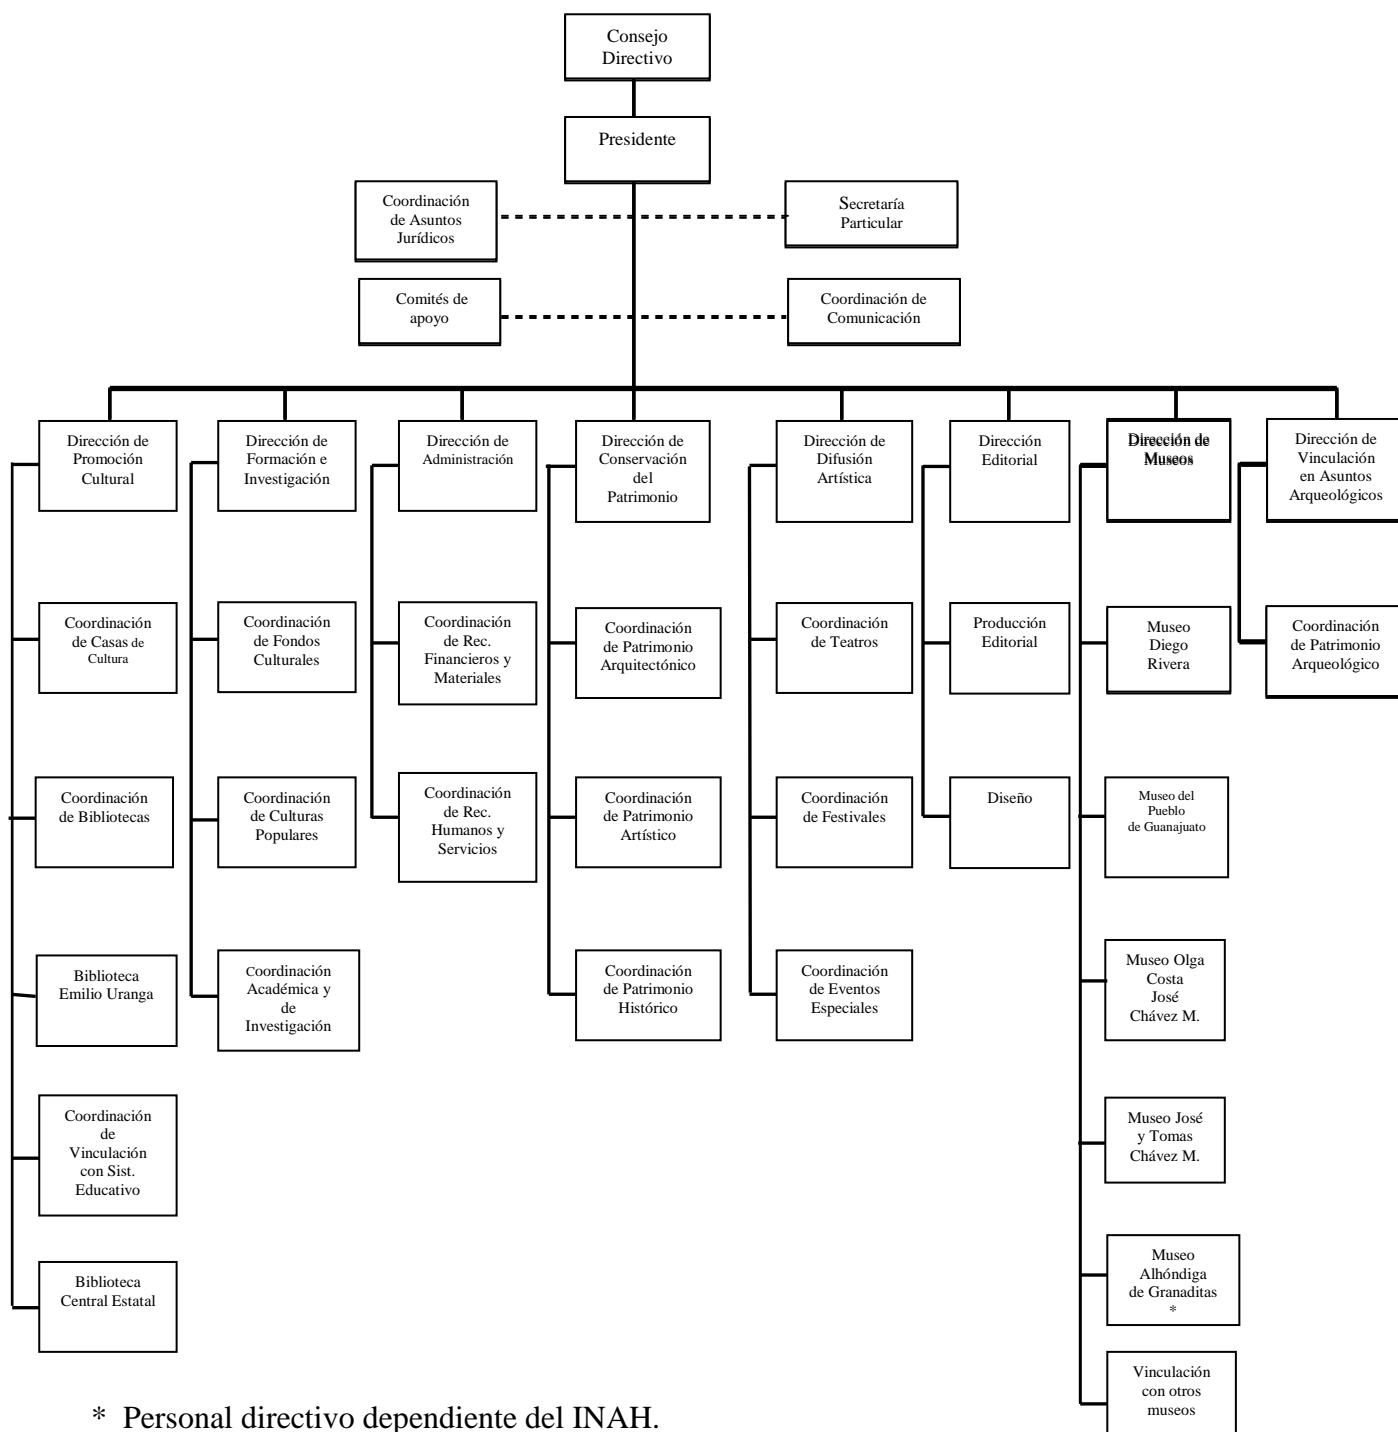 Consejo
Directivo
Presidente
Coordinación
de Asuntos
Jurídicos
Secretaría
Particular
Comités de
apoyo
Coordinación de
Comunicación
Dirección de
Promoción
Cultural
Dirección de
Formación e
Investigación
Dirección de
Administración
Dirección de
Conservación
del
Patrimonio
Dirección de
Difusión
Artística
Dirección
Editorial
Dirección de
Museos
Dirección de
Vinculación
en Asuntos
Arqueológicos
Coordinación
de Casas de
Cultura
Coordinación
de Fondos
Culturales
Coordinación
de Rec.
Financieros y
Materiales
Coordinación
de Patrimonio
Arquitectónico
Coordinación
de Teatros
Producción
Editorial
Museo
Diego
Rivera
Coordinación
de Patrimonio
Arqueológico
Coordinación
de Bibliotecas
Coordinación
de Culturas
Populares
Coordinación
de Rec.
Humanos y
Servicios
Coordinación
de Patrimonio
Artístico
Coordinación
de Festivales
Diseño
Museo del
Pueblo
de Guanajuato
Biblioteca
Emilio Uranga
Coordinación
Académica y
de
Investigación
Coordinación
de Patrimonio
Histórico
Coordinación
de Eventos
Especiales
Museo Olga
Costa
José
Chávez M.
Coordinación
de
Vinculación
con Sist.
Educativo
Museo José
y Tomas
Chávez M.
Biblioteca
Central Estatal
Museo
Alhóndiga
de Granaditas
*
Vinculación
con otros
museos
* Personal directivo dependiente del INAH.